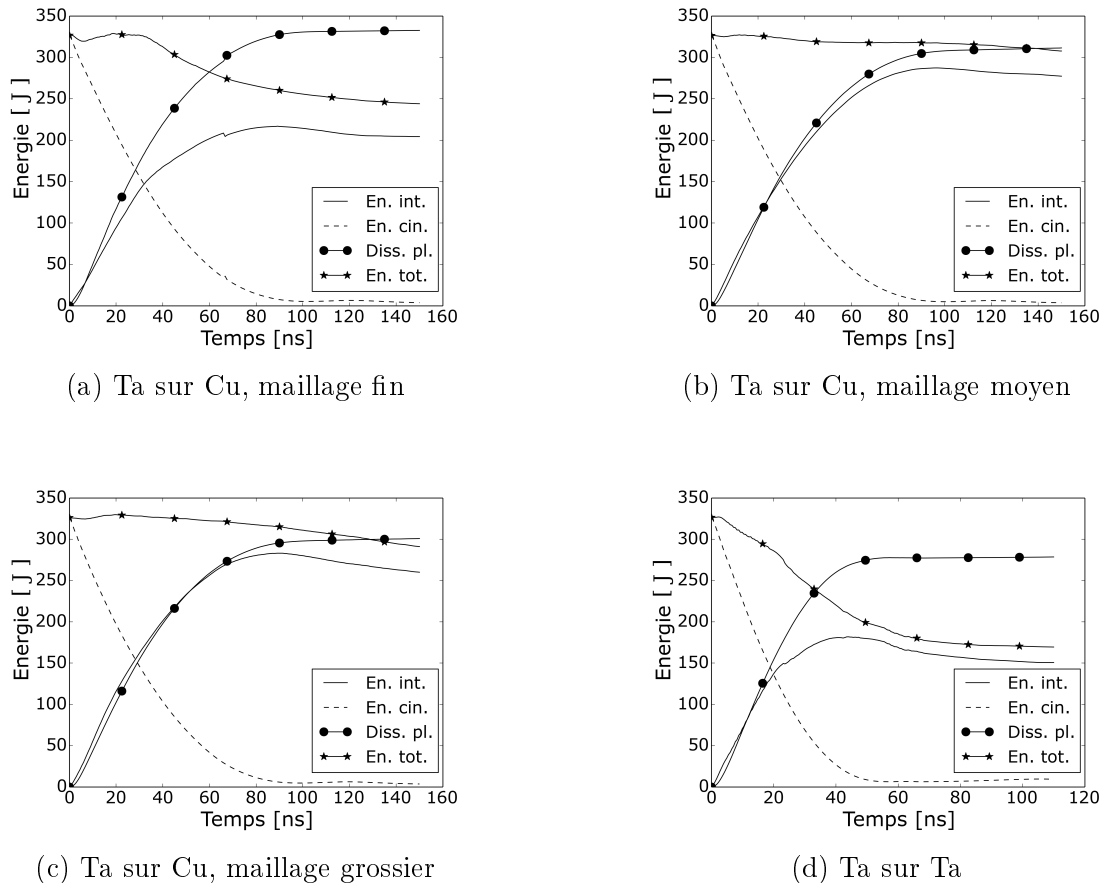 350
300
250
200
150
100
50
0
Energie [ J ]
0 20 40 60 80 100 120 140 160
Temps [ns]
En. int.
En. cin.
Diss. pl.
En. tot.
(a) Ta sur Cu, maillage fin
350
300
250
200
150
100
50
0
Energie [ J ]
0 20 40 60 80 100 120 140 160
Temps [ns]
En. int.
En. cin.
Diss. pl.
En. tot.
(b) Ta sur Cu, maillage moyen
350
300
250
200
150
100
50
0
Energie [ J ]
0 20 40 60 80 100 120 140 160
Temps [ns]
En. int.
En. cin.
Diss. pl.
En. tot.
(c) Ta sur Cu, maillage grossier
350
300
250
200
150
100
50
0
Energie [ J ]
0 20 40 60 80 100 120
Temps [ns]
En. int.
En. cin.
Diss. pl.
En. tot.
(d) Ta sur Ta